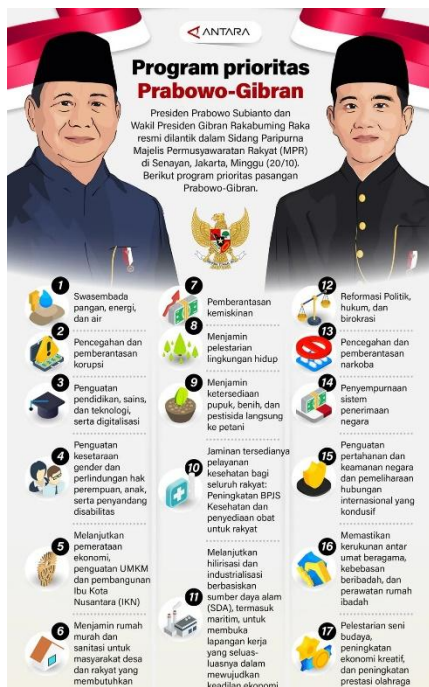 ANTARA
Program prioritas
Prabowo-Gibran
Presiden Prabowo Subianto dan
Wakil Presiden Gibran Rakabuming Raka
resmi dilantik dalam Sidang Paripurna
Majelis Permusyawaratan Rakyat (MPR)
di Senayan, Jakarta, Minggu (20/10).
Berikut program prioritas pasangan
Prabowo-Gibran.
1
Swasembada
pangan, energi,
dan air
2
Pencegahan dan
pemberantasan
korupsi
3
Penguatan
pendidikan, sains,
dan teknologi,
serta digitalisasi
4
Penguatan
kesetaraan
gender dan
perlindungan hak
perempuan, anak,
serta penyandang
disabilitas
5
Melanjutkan
pemerataan
ekonomi,
penguatan UMKM
dan pembangunan
Ibu Kota
Nusantara (IKN)
6
Menjamin rumah
murah dan
sanitasi untuk
masyarakat desa
dan rakyat yang
membutuhkan
7
Pemberantasan
kemiskinan
8
Menjamin
pelestarian
lingkungan hidup
9
Menjamin
ketersediaan
pupuk, benih, dan
pestisida langsung
ke petani
10
Jaminan tersedianya
pelayanan
kesehatan bagi
seluruh rakyat:
Peningkatan BPJS
Kesehatan dan
penyediaan obat
untuk rakyat
11
Melanjutkan
hilirisasi dan
industrialisasi
berbasiskan
sumber daya alam
(SDA), termasuk
maritim, untuk
membuka
lapangan kerja
yang seluas-
luasnya dalam
mewujudkan
keadilan ekonomi
12
Reformasi Politik,
hukum, dan
birokrasi
13
Pencegahan dan
pemberantasan
narkoba
14
Penyempurnaan
sistem
penerimaan
negara
15
Penguatan
pertahanan dan
keamanan negara
dan pemeliharaan
hubungan
internasional yang
kondusif
16
Memastikan
kerukunan antar
umat beragama,
kebebasan
beribadah, dan
perawatan rumah
ibadah
17
Pelestarian seni
budaya,
peningkatan
ekonomi kreatif,
dan peningkatan
prestasi olahraga